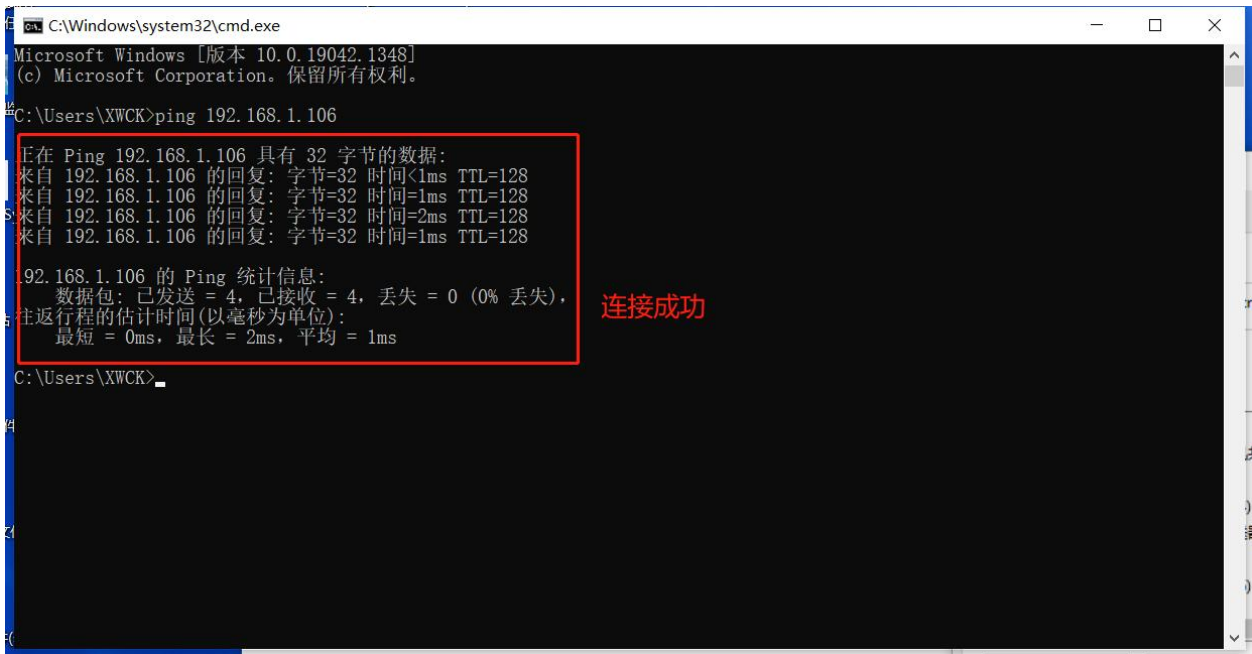 C:\Windows\system32\cmd.exe
Microsoft Windows [版本 10.0.19042.1348]
(c) Microsoft Corporation。保留所有权利。
C:\Users\XWCK>ping 192.168.1.106
正在 Ping 192.168.1.106 具有 32 字节的数据:
来自 192.168.1.106 的回复: 字节=32 时间<1ms TTL=128
来自 192.168.1.106 的回复: 字节=32 时间=1ms TTL=128
来自 192.168.1.106 的回复: 字节=32 时间=2ms TTL=128
来自 192.168.1.106 的回复: 字节=32 时间=1ms TTL=128
192.168.1.106 的 Ping 统计信息:
数据包: 已发送 = 4，已接收 = 4，丢失 = 0 (0% 丢失)，
往返行程的估计时间(以毫秒为单位):
最短 = 0ms，最长 = 2ms，平均 = 1ms
连接成功
C:\Users\XWCK>